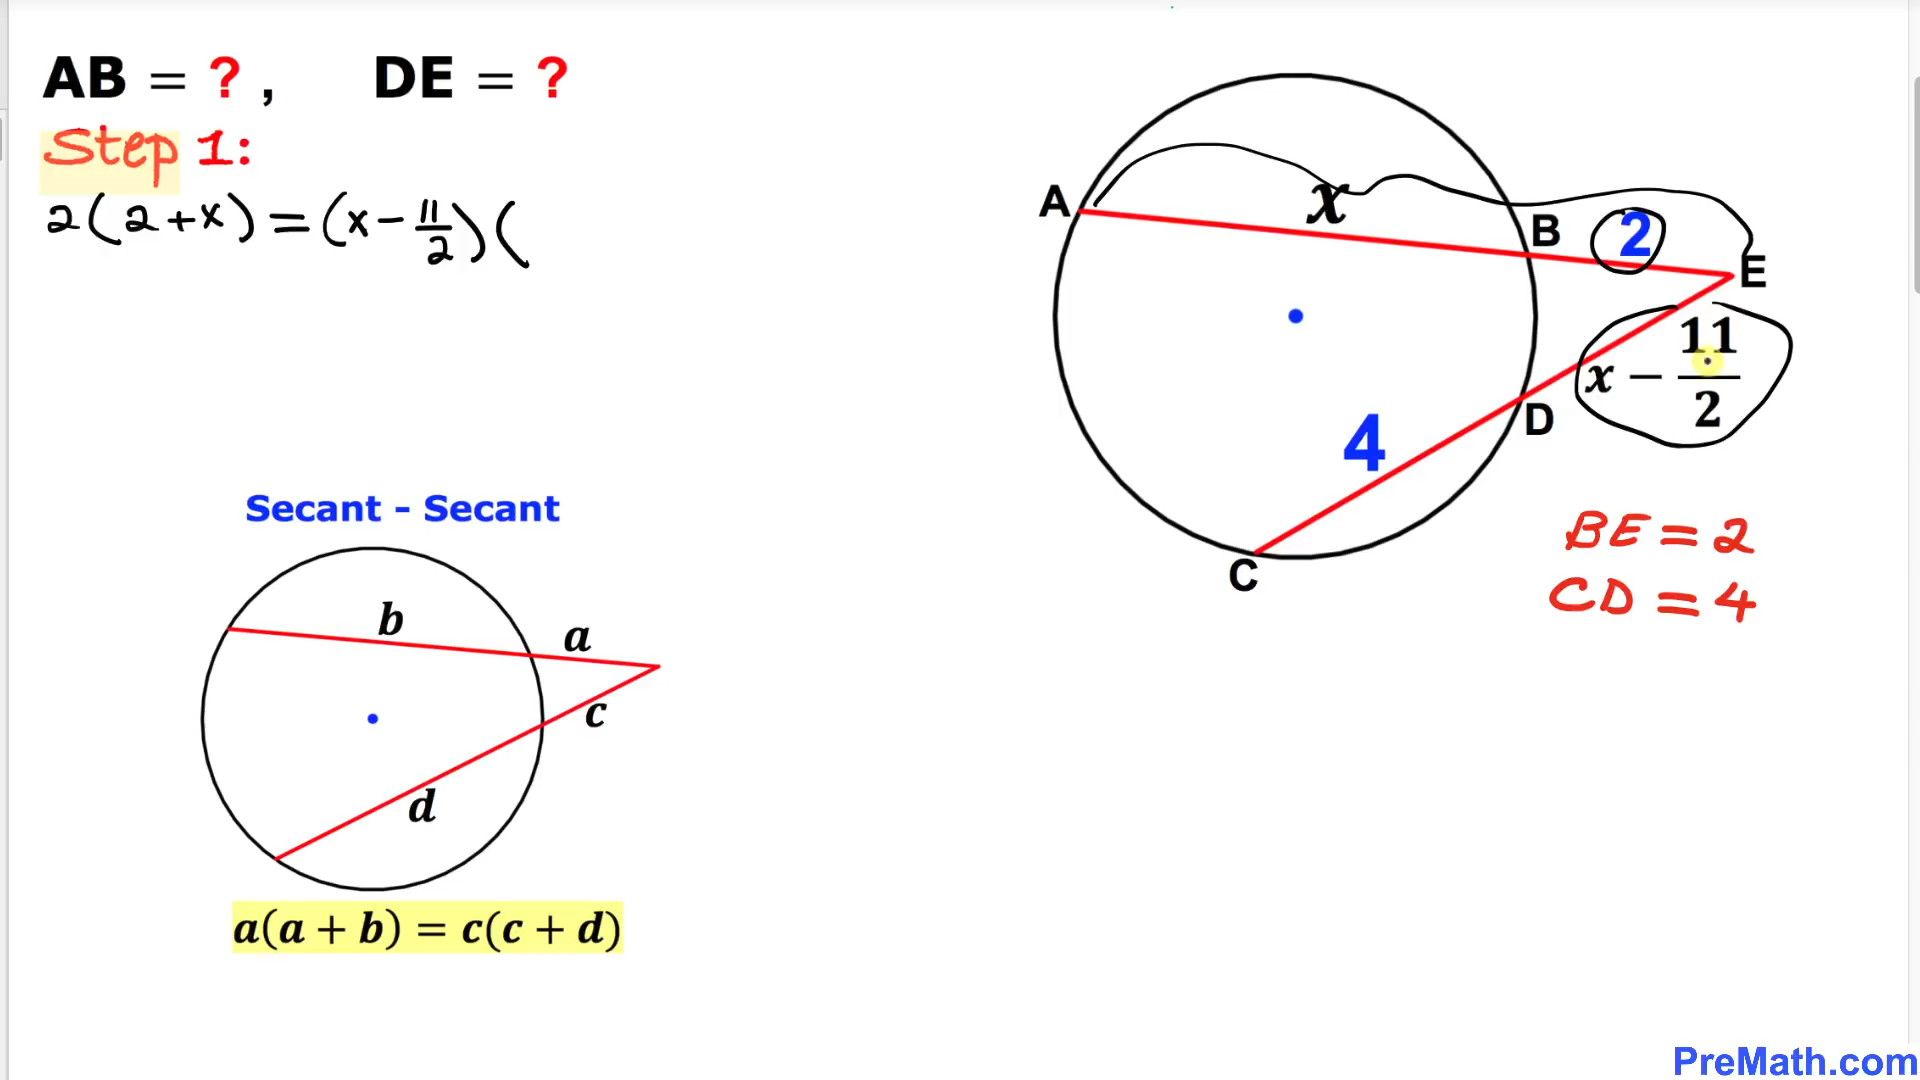 AB = ? , DE = ?
Step 1:
2(2+x) = (x - 11/2)(
A
x
B
2
E
x - 11/2
D
4
C
BE = 2
CD = 4
Secant - Secant
b
a
c
d
a(a + b) = c(c + d)
PreMath.com